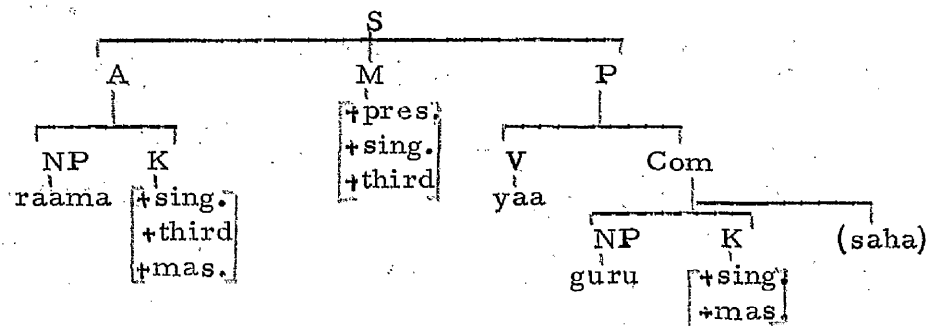 S
A M P
[+pres.
+sing.
+third]
NP K V Com
raama [+sing. yaa
+third
+mas.]
NP K (saha)
guru [+sing.
+mas.]